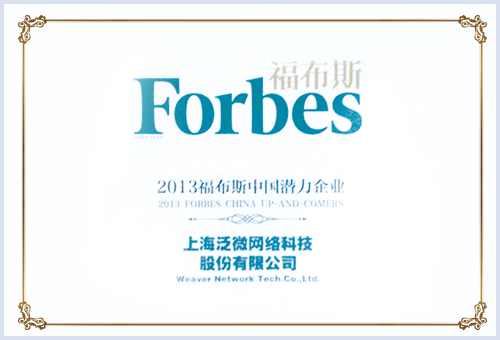 福布斯
Forbes
2013福布斯中国潜力企业
2013 FORBES CHINA UP-AND-COMERS
上海泛微网络科技
股份有限公司
Weaver Network Tech.Co.,Ltd.